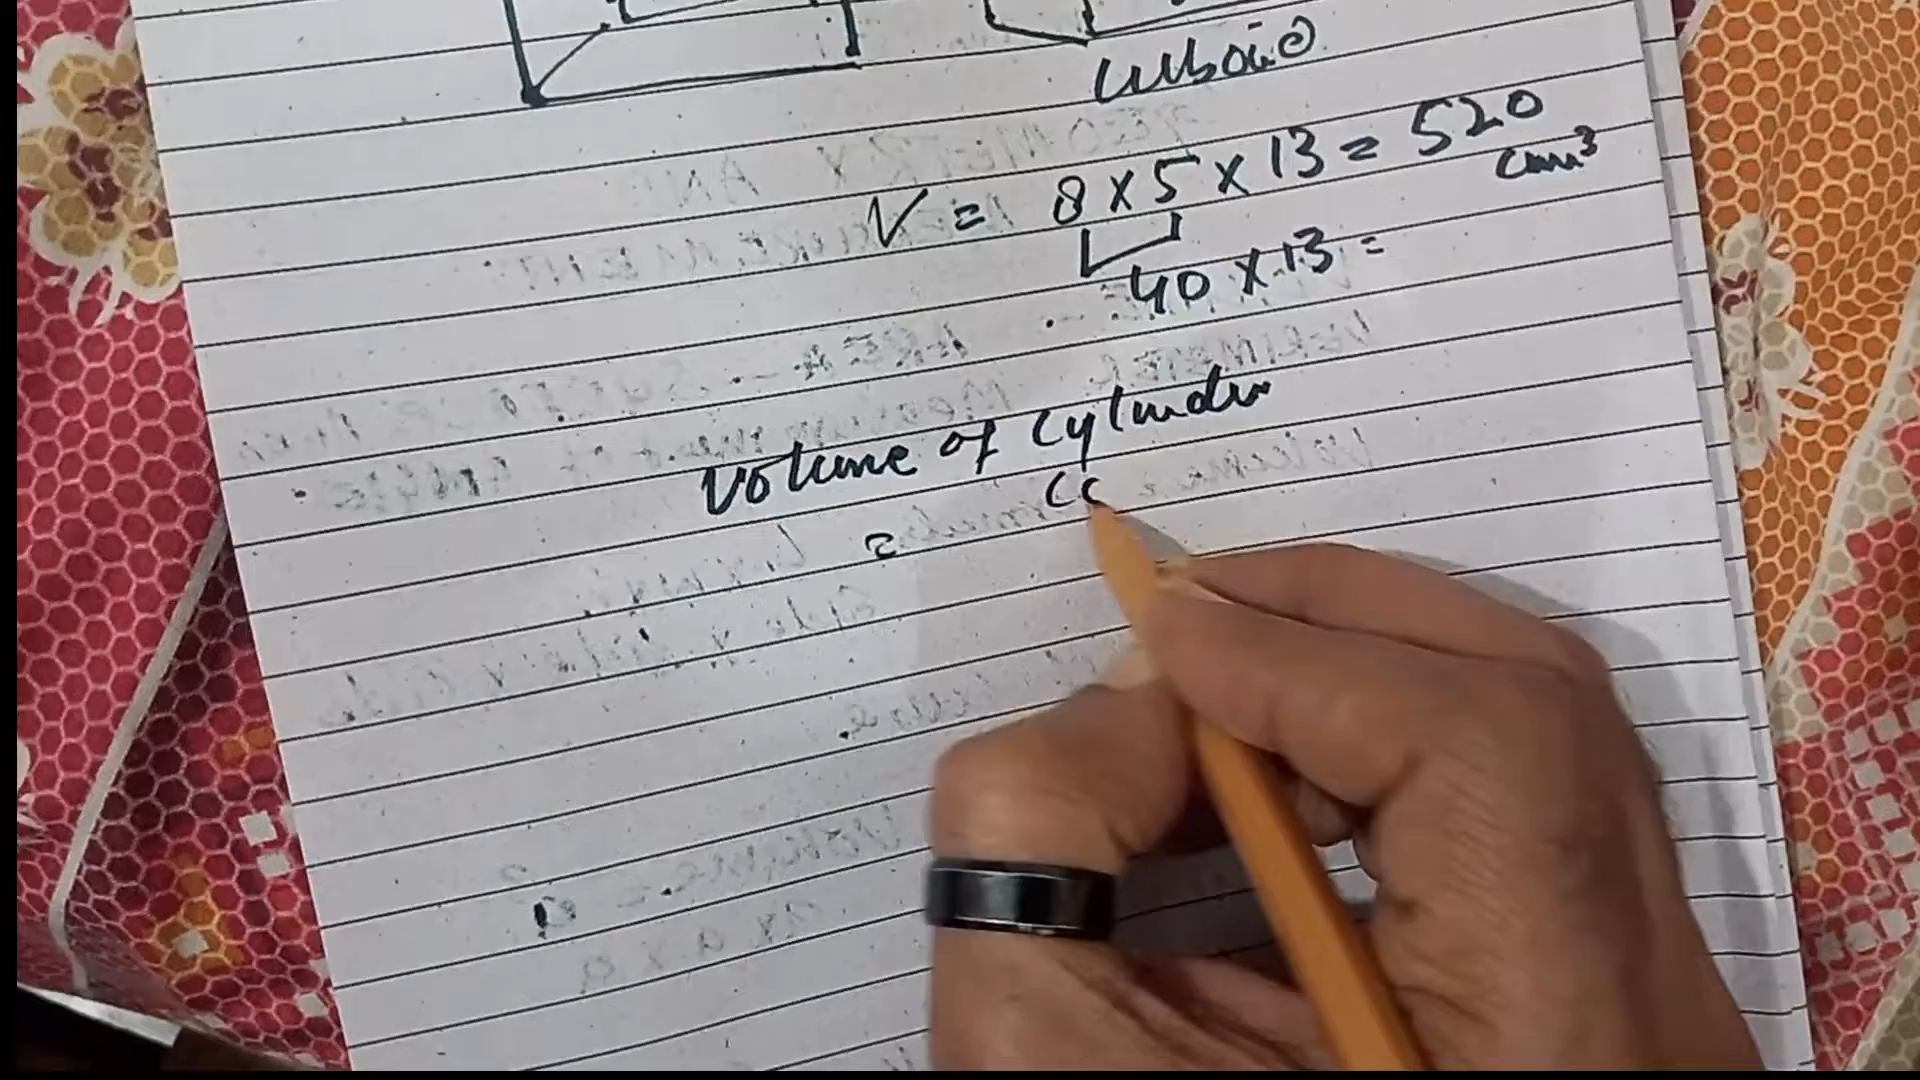 cuboid
V = 8 x 5 x 13 = 520
cm³
40 x 13 =
Volume of Cylinder
=